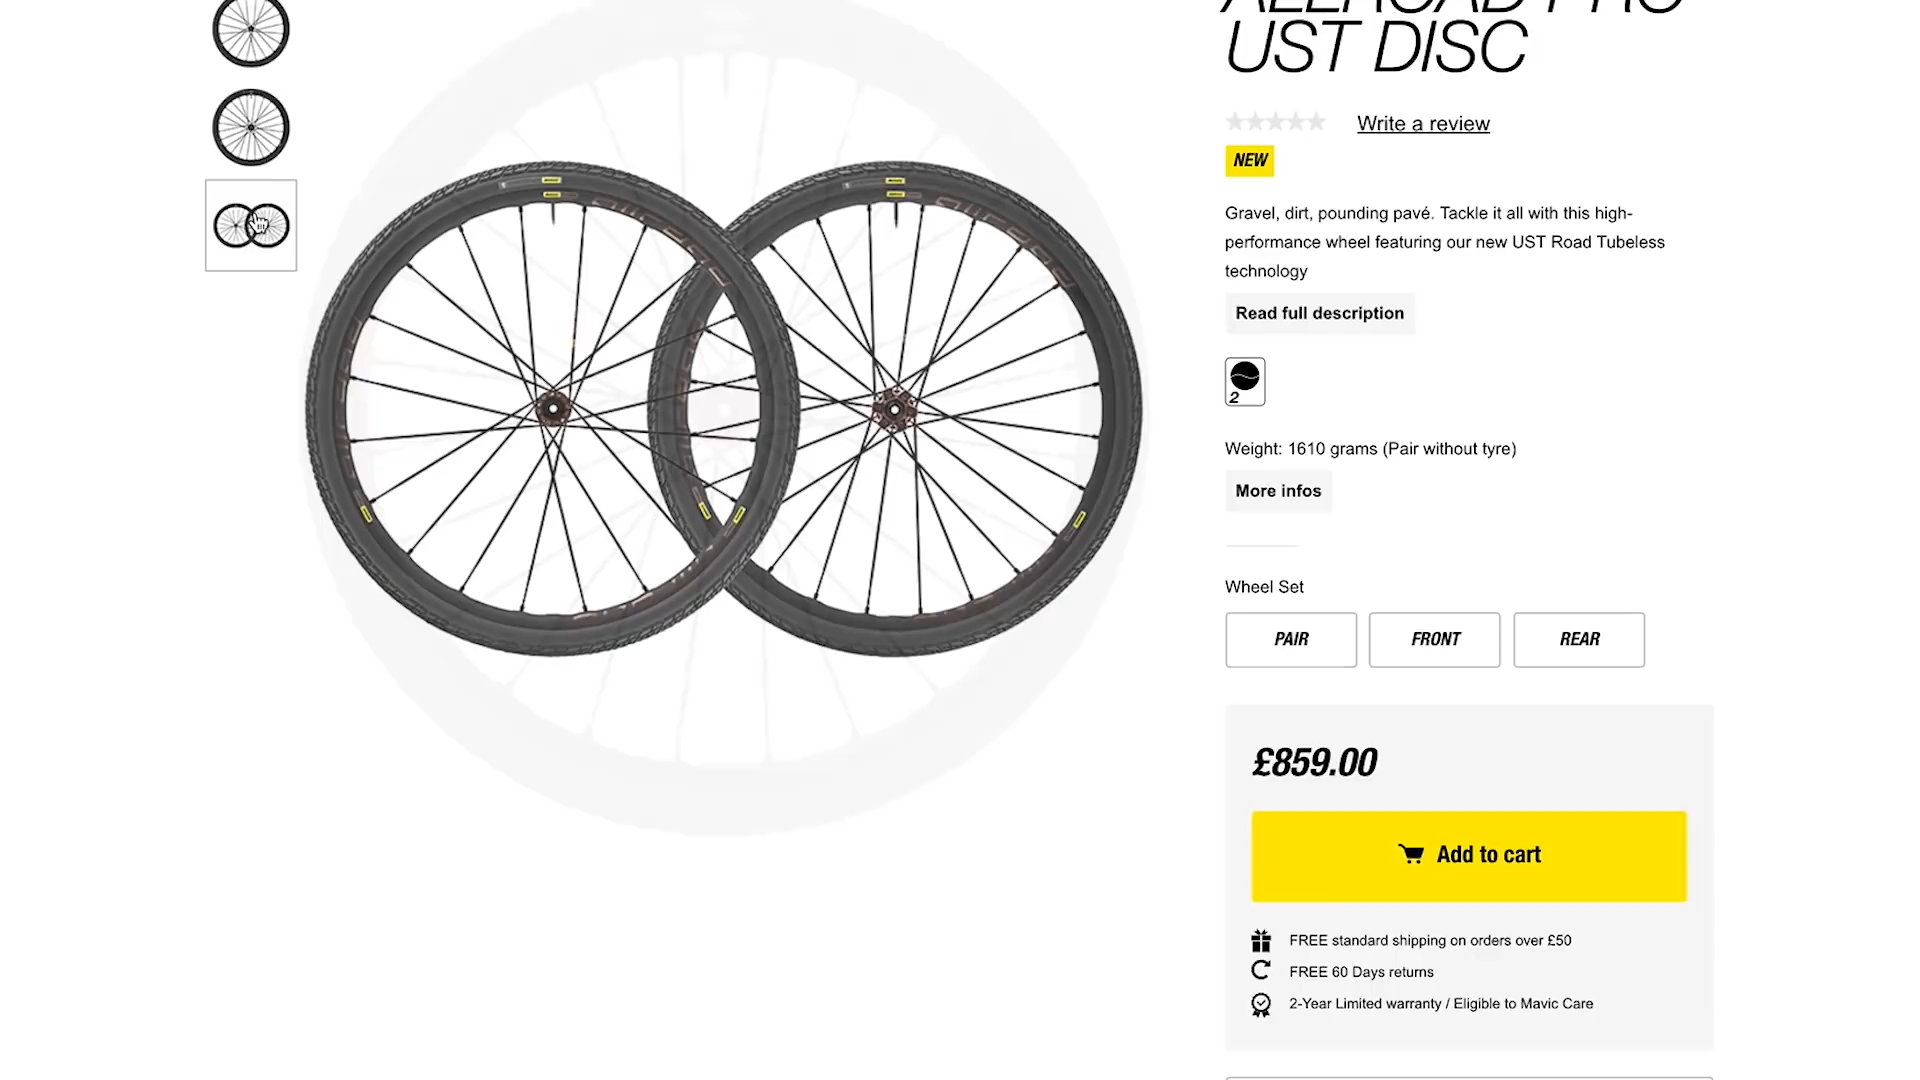 ALLROAD PRO
UST DISC
Write a review
NEW
Gravel, dirt, pounding pavé. Tackle it all with this high-
performance wheel featuring our new UST Road Tubeless
technology
Read full description
2
Weight: 1610 grams (Pair without tyre)
More infos
Wheel Set
PAIR
FRONT
REAR
£859.00
Add to cart
FREE standard shipping on orders over £50
FREE 60 Days returns
2-Year Limited warranty / Eligible to Mavic Care